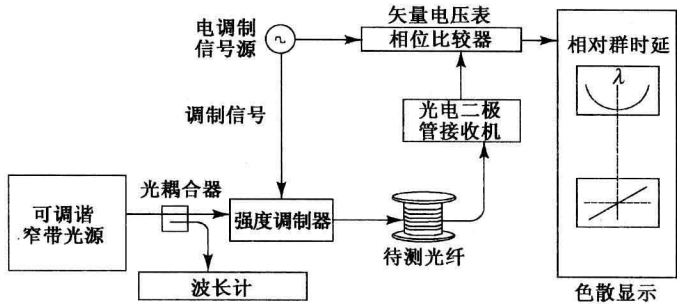 矢量电压表
电调制
信号源
相位比较器
相对群时延
λ
调制信号
光电二极
管接收机
光耦合器
可调谐
窄带光源
强度调制器
待测光纤
波长计
色散显示